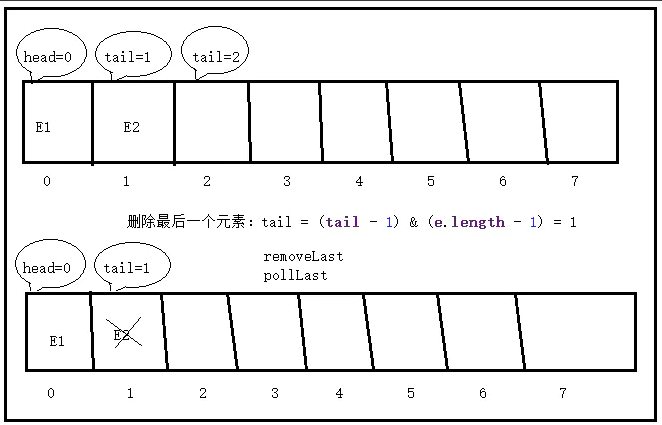 head=0 tail=1 tail=2
E1 E2
0 1 2 3 4 5 6 7
删除最后一个元素：tail = (tail - 1) & (e.length - 1) = 1
removeLast
pollLast
head=0 tail=1
E1 E2
0 1 2 3 4 5 6 7